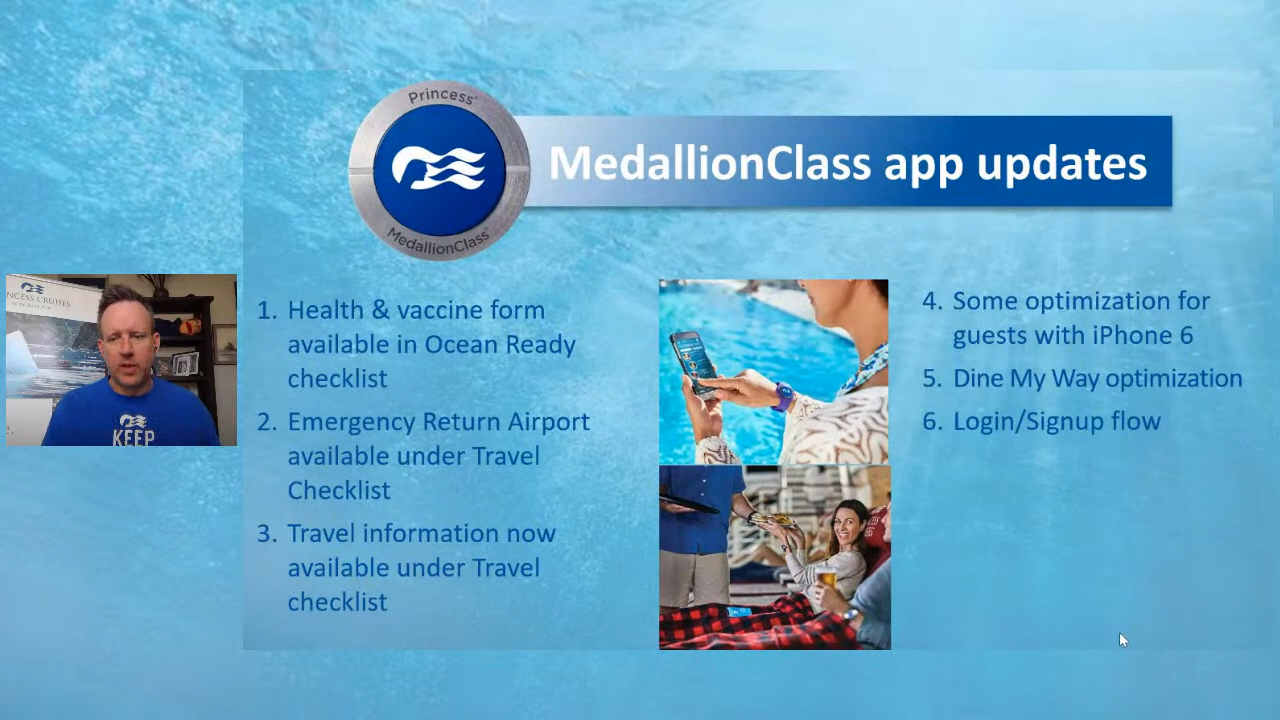 Princess®
MedallionClass®
MedallionClass app updates
NCESS CRUISES
KEEP
1. Health & vaccine form
available in Ocean Ready
checklist
2. Emergency Return Airport
available under Travel
Checklist
3. Travel information now
available under Travel
checklist
4. Some optimization for
guests with iPhone 6
5. Dine My Way optimization
6. Login/Signup flow